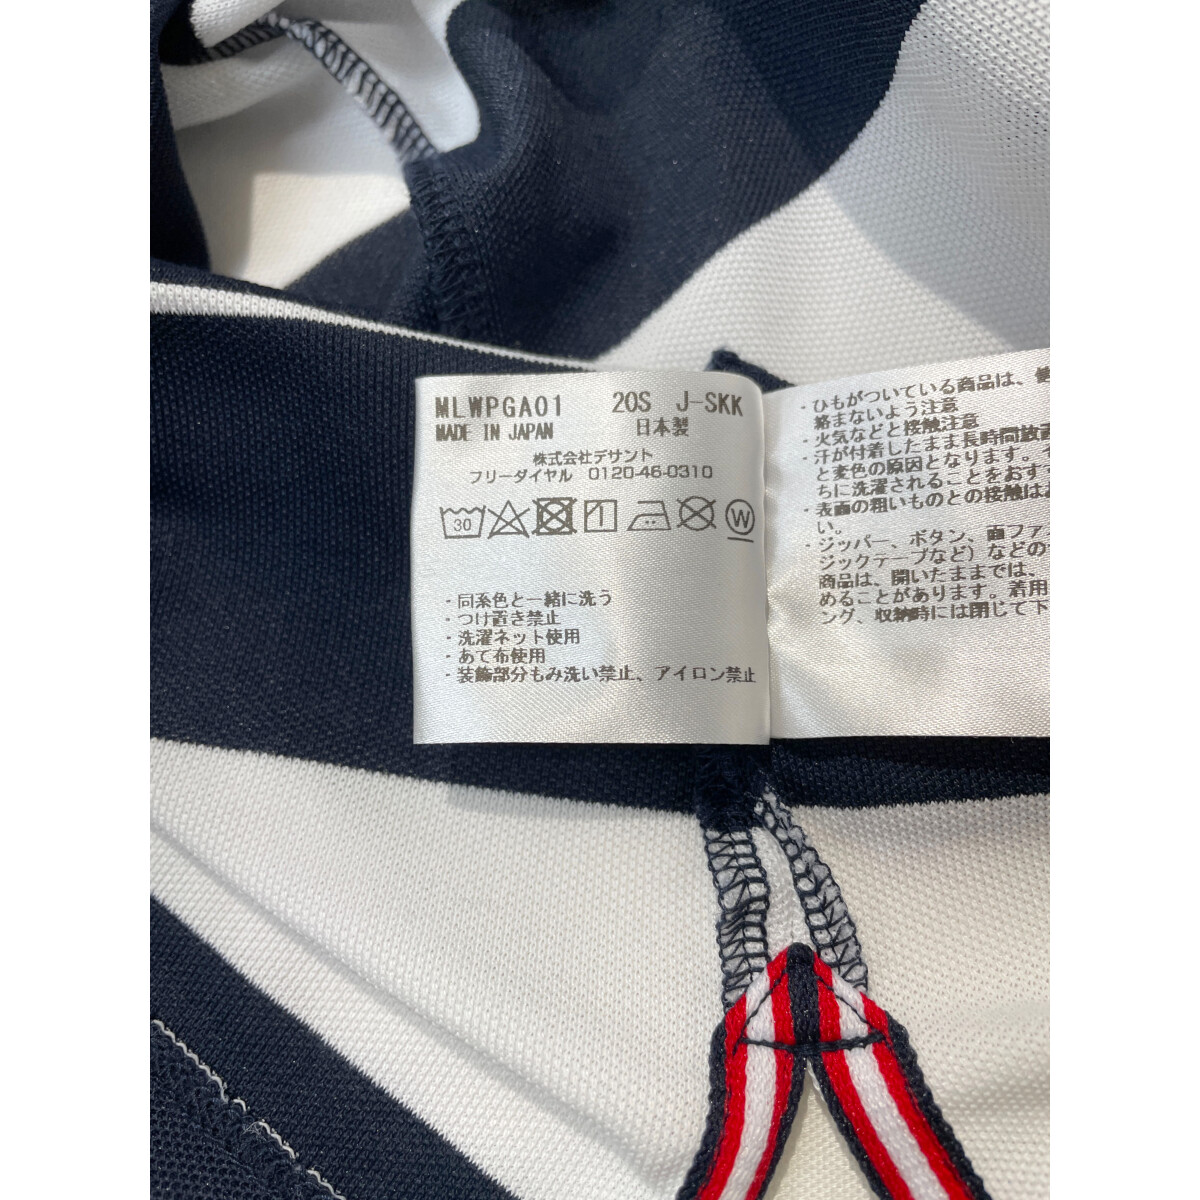 MLWPGA01 20S J-SKK
MADE IN JAPAN 日本製
株式会社デサント
フリーダイヤル 0120-46-0310
30 1 W
・同系色と一緒に洗う
・つけ置き禁止
・洗濯ネット使用
・あて布使用
・装飾部分もみ洗い禁止、アイロン禁止
・ひもがついている商品は、
絡まないよう注意
・火気などと接触注意
・汗が付着したまま長時間放
と変色の原因となります。
ちに洗濯されることをおす
・表面の粗いものとの接触は
い。
・ジッパー、ボタン、面ファ
ジックテープなど）などの
商品は、開いたままでは、
めることがあります。着用
ング、収納時には閉じて下